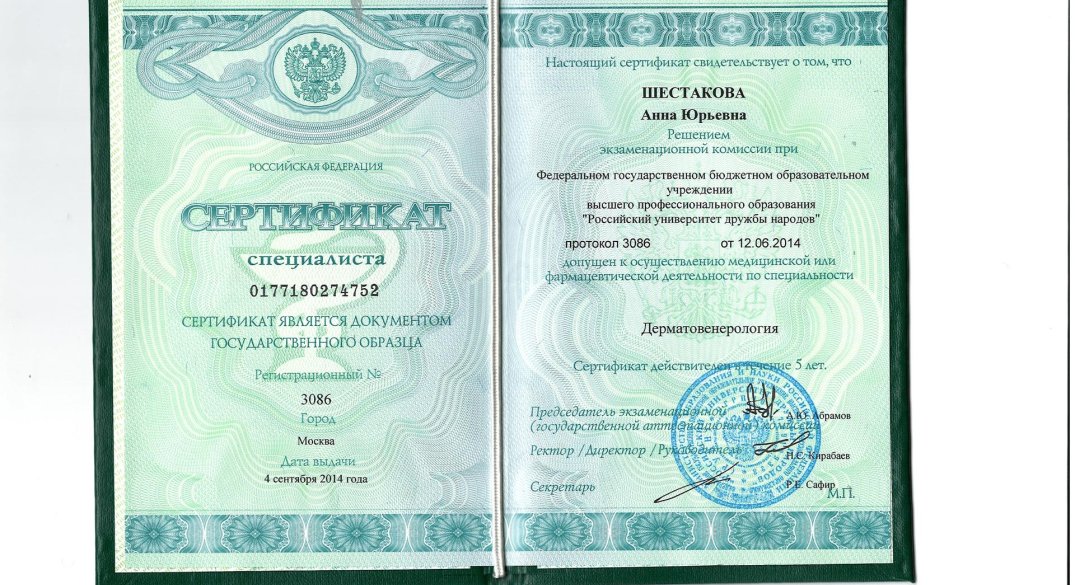 РОССИЙСКАЯ ФЕДЕРАЦИЯ
СЕРТИФИКАТ
специалиста
0177180274752
СЕРТИФИКАТ ЯВЛЯЕТСЯ ДОКУМЕНТОМ
ГОСУДАРСТВЕННОГО ОБРАЗЦА
Регистрационный №
3086
Город
Москва
Дата выдачи
4 сентября 2014 года
Настоящий сертификат свидетельствует о том, что
ШЕСТАКОВА
Анна Юрьевна
Решением
экзаменационной комиссии при
Федеральном государственном бюджетном образовательном
учреждении
высшего профессионального образования
"Российский университет дружбы народов"
протокол 3086 от 12.06.2014
допущен к осуществлению медицинской или
фармацевтической деятельности по специальности
Дерматовенерология
Сертификат действителен в течение 5 лет.
Председатель экзаменационной
(государственной аттестационной) комиссии
А.Ю. Абрамов
Ректор /Директор /Руководитель
Н.С. Кирабаев
Секретарь
Р.Е. Сафир
М.П.